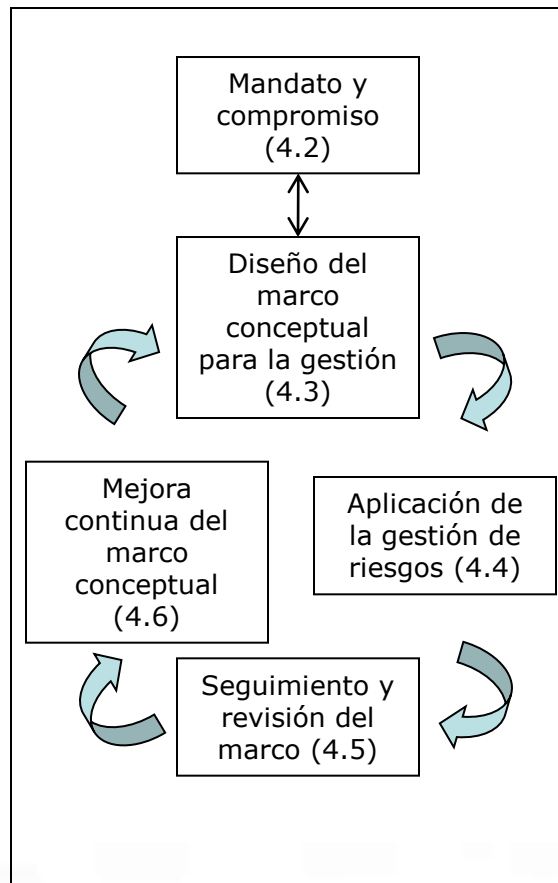 Mandato y
compromiso
(4.2)
Diseño del
marco
conceptual
para la gestión
(4.3)
Mejora
continua del
marco
conceptual
(4.6)
Aplicación de
la gestión de
riesgos (4.4)
Seguimiento y
revisión del
marco (4.5)